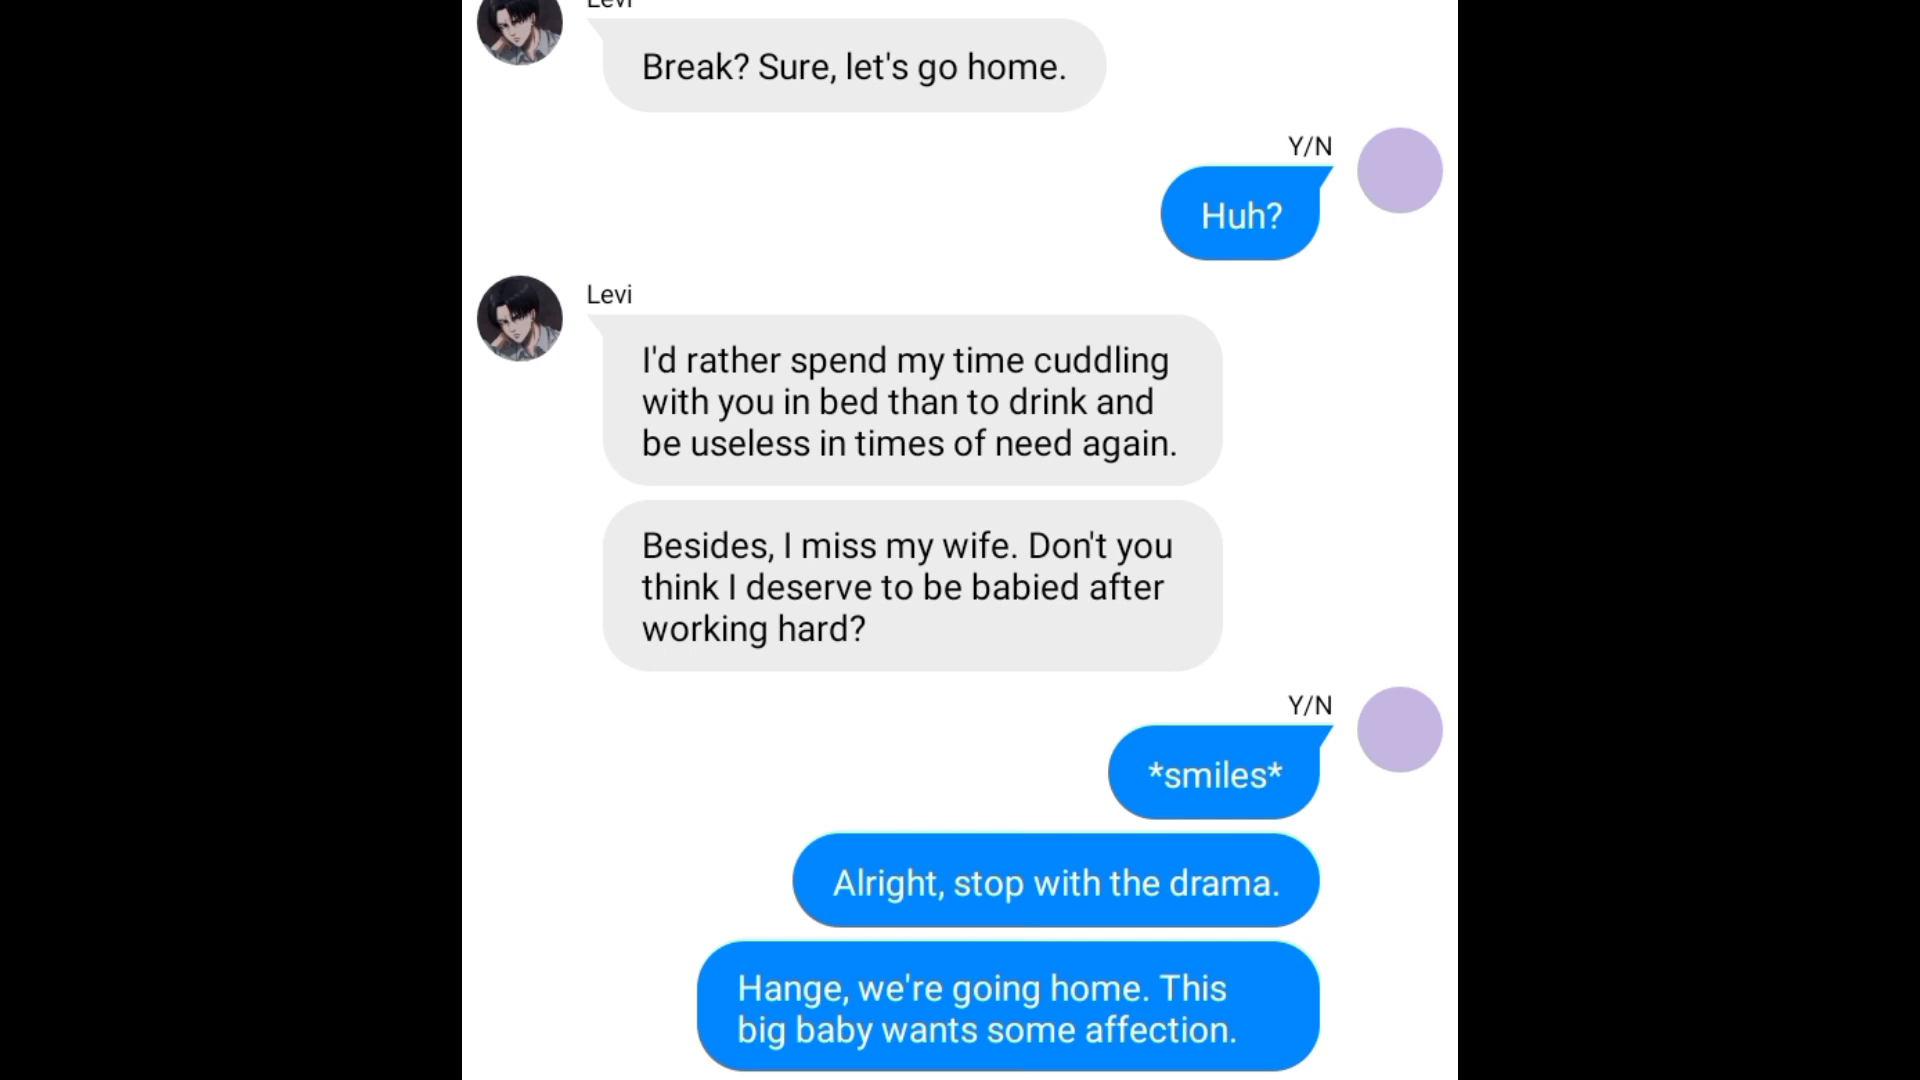 Levi
Break? Sure, let's go home.
Y/N
Huh?
Levi
I'd rather spend my time cuddling
with you in bed than to drink and
be useless in times of need again.
Besides, I miss my wife. Don't you
think I deserve to be babied after
working hard?
Y/N
*smiles*
Alright, stop with the drama.
Hange, we're going home. This
big baby wants some affection.